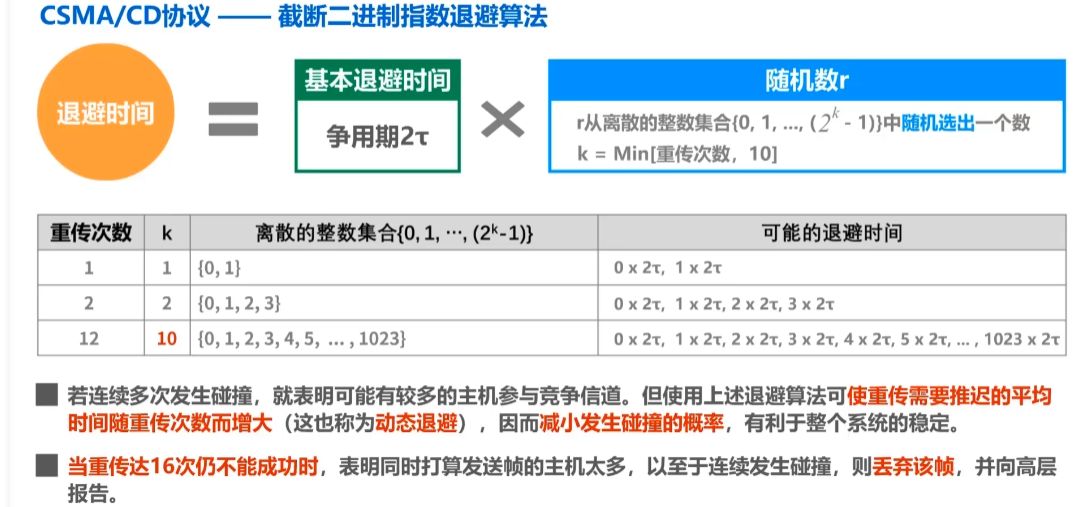 CSMA/CD协议 —— 截断二进制指数退避算法
退避时间
=
基本退避时间
争用期2τ
×
随机数r
r从离散的整数集合{0, 1, ..., (2^k - 1)}中随机选出一个数
k = Min[重传次数, 10]
重传次数 k 离散的整数集合{0, 1, ···, (2^k-1)} 可能的退避时间
1 1 {0, 1} 0 x 2τ, 1 x 2τ
2 2 {0, 1, 2, 3} 0 x 2τ, 1 x 2τ, 2 x 2τ, 3 x 2τ
12 10 {0, 1, 2, 3, 4, 5, ... , 1023} 0 x 2τ, 1 x 2τ, 2 x 2τ, 3 x 2τ, 4 x 2τ, 5 x 2τ, ... , 1023 x 2τ
若连续多次发生碰撞，就表明可能有较多的主机参与竞争信道。但使用上述退避算法可使重传需要推迟的平均
时间随重传次数而增大（这也称为动态退避），因而减小发生碰撞的概率，有利于整个系统的稳定。
当重传达16次仍不能成功时，表明同时打算发送帧的主机太多，以至于连续发生碰撞，则丢弃该帧，并向高层
报告。